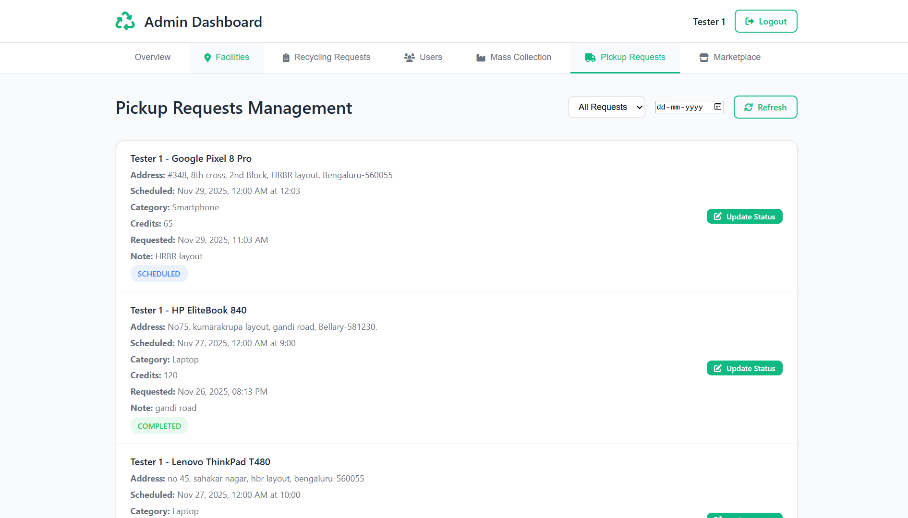 Admin Dashboard
Tester 1
Logout
Overview
Facilities
Recycling Requests
Users
Mass Collection
Pickup Requests
Marketplace
Pickup Requests Management
All Requests
dd-mm-yyyy
Refresh
Tester 1 - Google Pixel 8 Pro
Address: #348, 8th cross, 2nd Block, HRBR layout, Bengaluru-560055
Scheduled: Nov 29, 2025, 12:00 AM at 12:03
Category: Smartphone
Credits: 65
Requested: Nov 29, 2025, 11:03 AM
Note: HRBR layout
SCHEDULED
Update Status
Tester 1 - HP EliteBook 840
Address: No75, kumarakrupa layout, gandi road, Bellary-581230.
Scheduled: Nov 27, 2025, 12:00 AM at 9:00
Category: Laptop
Credits: 120
Requested: Nov 26, 2025, 08:13 PM
Note: gandi road
COMPLETED
Update Status
Tester 1 - Lenovo ThinkPad T480
Address: no 45, sahakar nagar, hbr layout, bengaluru-560055
Scheduled: Nov 27, 2025, 12:00 AM at 10:00
Category: Laptop